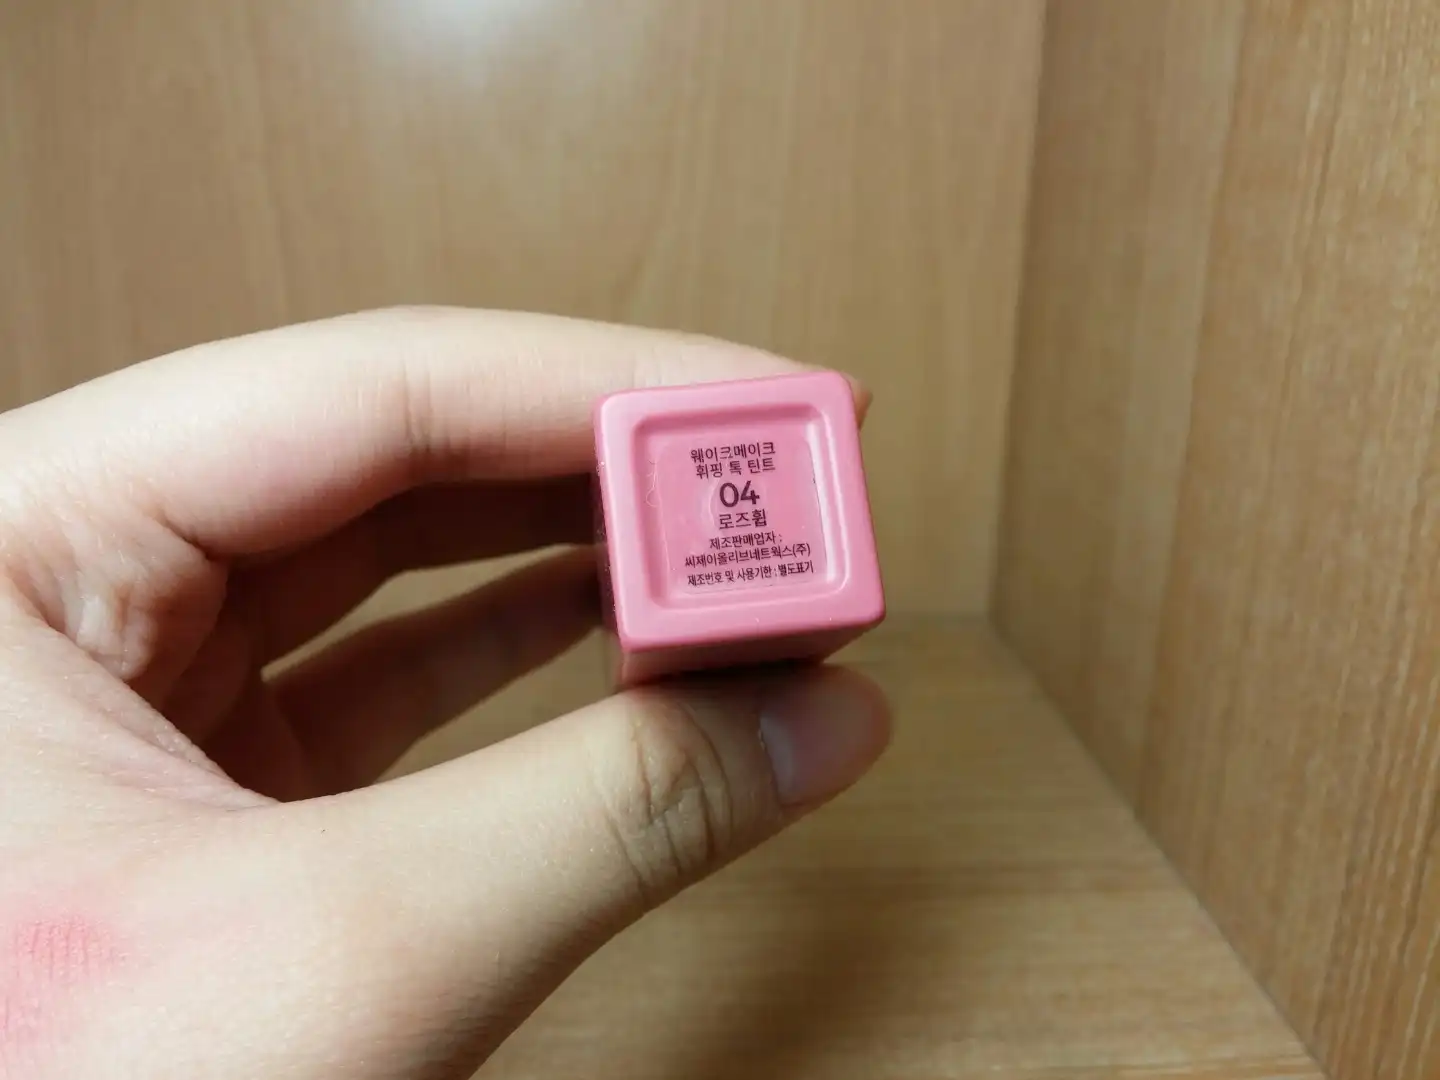 웨이크메이크
휘핑 톡 틴트
04
로즈휩
제조판매업자 :
씨제이올리브네트웍스(주)
제조번호 및 사용기한 : 별도표기